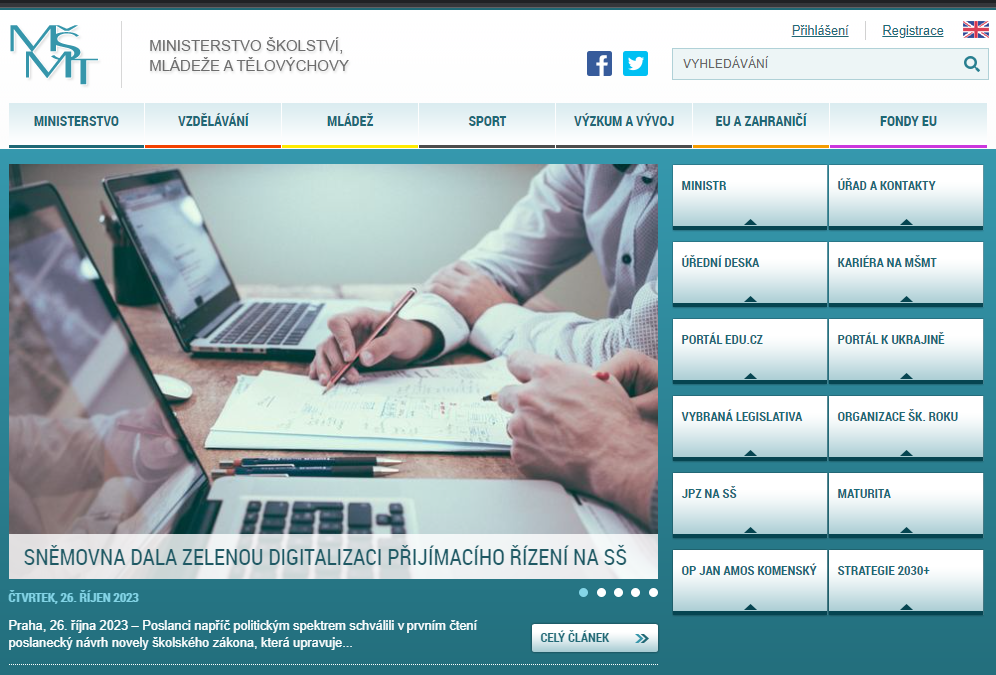 MŠMT
MINISTERSTVO ŠKOLSTVÍ,
MLÁDEŽE A TĚLOVÝCHOVY
Přihlášení
Registrace
VYHLEDÁVÁNÍ
MINISTERSTVO
VZDĚLÁVÁNÍ
MLÁDEŽ
SPORT
VÝZKUM A VÝVOJ
EU A ZAHRANIČÍ
FONDY EU
SNĚMOVNA DALA ZELENOU DIGITALIZACI PŘIJÍMACÍHO ŘÍZENÍ NA SŠ
ČTVRTEK, 26. ŘÍJEN 2023
Praha, 26. října 2023 – Poslanci napříč politickým spektrem schválili v prvním čtení
poslanecký návrh novely školského zákona, která upravuje...
CELÝ ČLÁNEK
MINISTR
ÚŘAD A KONTAKTY
ÚŘEDNÍ DESKA
KARIÉRA NA MŠMT
PORTÁL EDU.CZ
PORTÁL K UKRAJINĚ
VYBRANÁ LEGISLATIVA
ORGANIZACE ŠK. ROKU
JPZ NA SŠ
MATURITA
OP JAN AMOS KOMENSKÝ
STRATEGIE 2030+